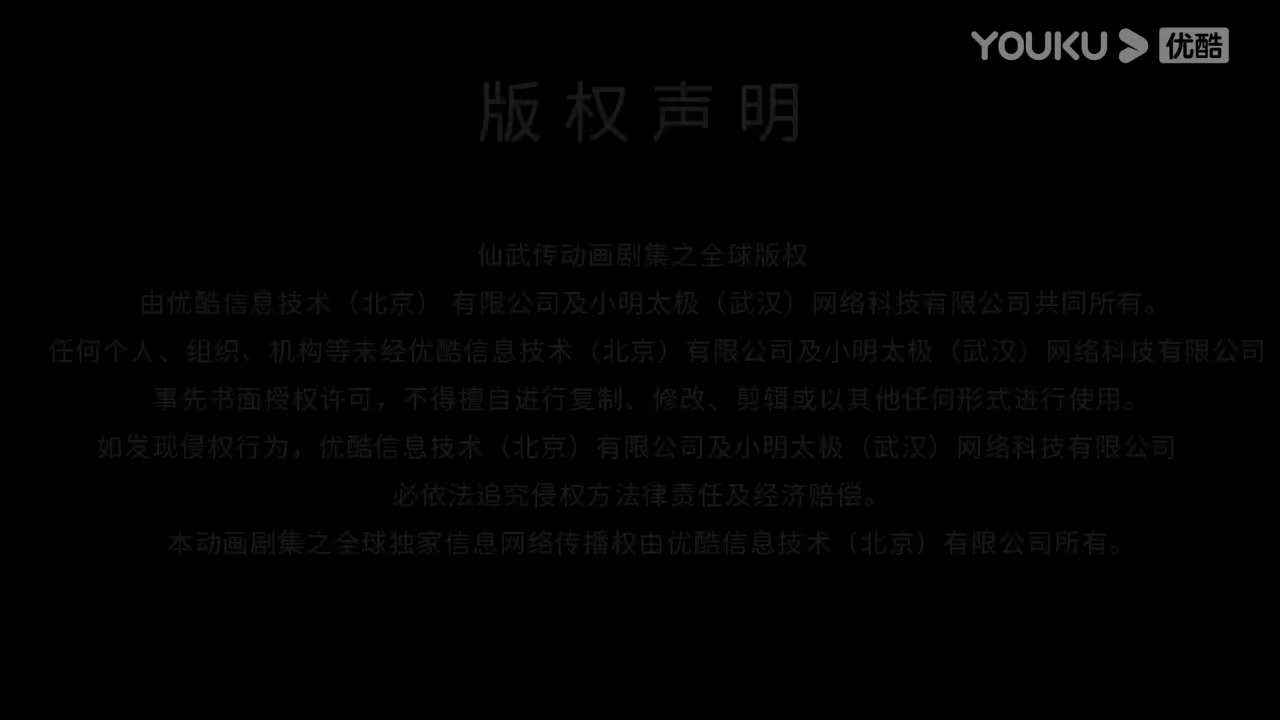 YOUKU 优酷
版权声明
仙武传动画剧集之全球版权
由优酷信息技术（北京） 有限公司及小明太极（武汉）网络科技有限公司共同所有。
任何个人、组织、机构等未经优酷信息技术（北京）有限公司及小明太极（武汉）网络科技有限公司
事先书面授权许可，不得擅自进行复制、修改、剪辑或以其他任何形式进行使用。
如发现侵权行为，优酷信息技术（北京）有限公司及小明太极（武汉）网络科技有限公司
必依法追究侵权方法律责任及经济赔偿。
本动画剧集之全球独家信息网络传播权由优酷信息技术（北京）有限公司所有。